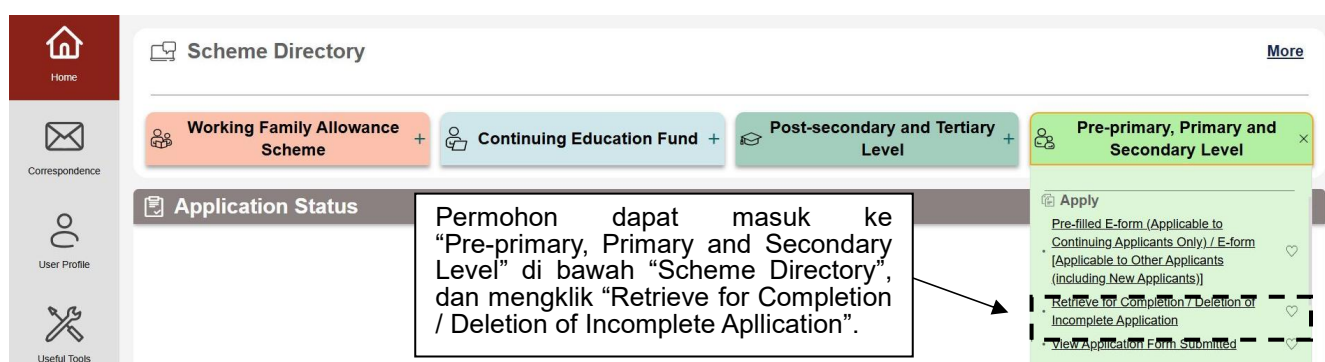 Home
Correspondence
User Profile
Useful Tools
Scheme Directory
More
Working Family Allowance
Scheme
+
Continuing Education Fund +
Post-secondary and Tertiary
Level
+
Pre-primary, Primary and
Secondary Level
×
Application Status
Permohon dapat masuk ke
“Pre-primary, Primary and Secondary
Level” di bawah “Scheme Directory”,
dan mengklik “Retrieve for Completion
/ Deletion of Incomplete Apllication”.
Apply
Pre-filled E-form (Applicable to
Continuing Applicants Only) / E-form
[Applicable to Other Applicants
(including New Applicants)]
Retrieve for Completion / Deletion of
Incomplete Application
View Application Form Submitted